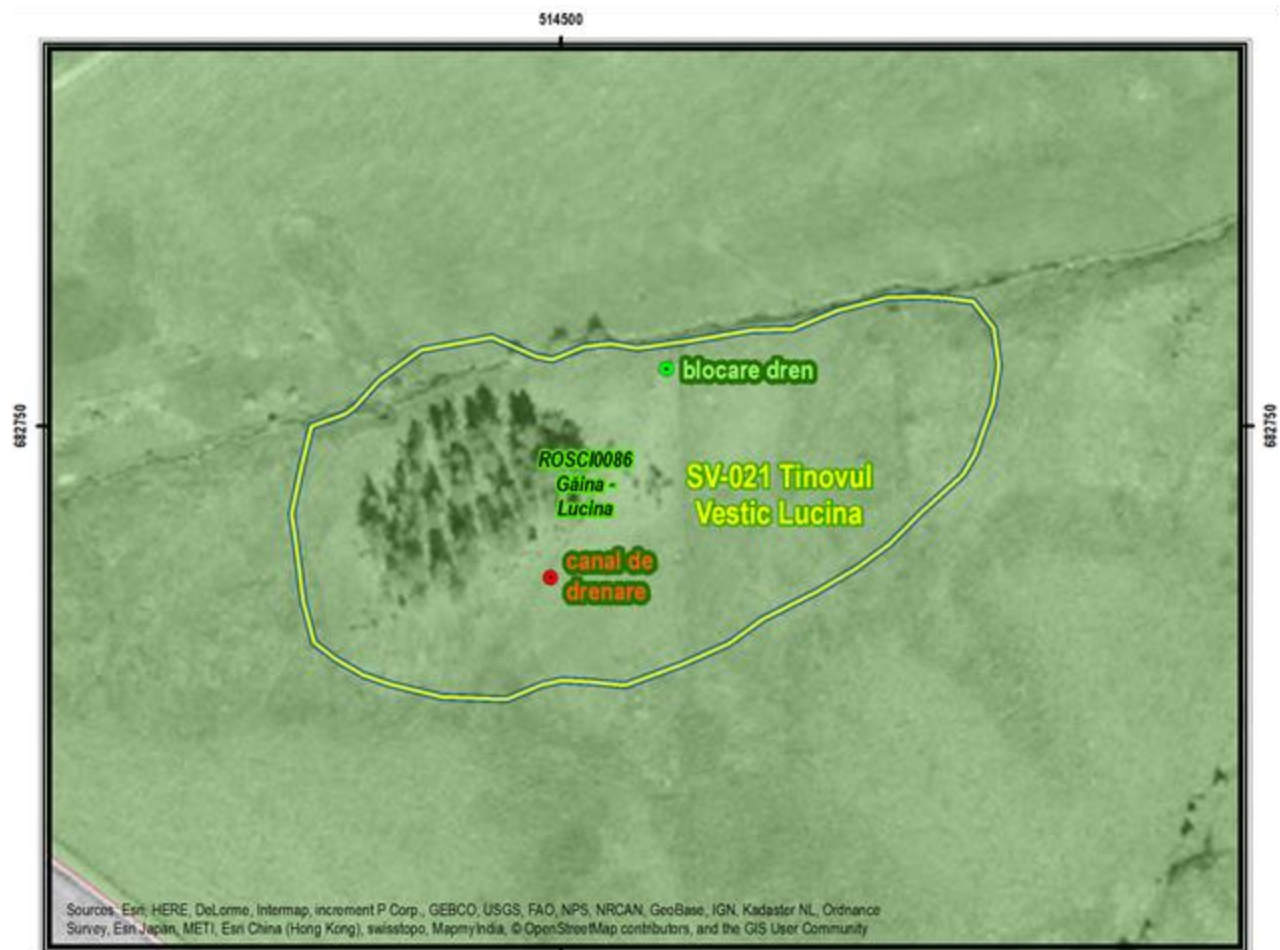 514500
682750
682750
blocare dren
ROSCI0086
Găina -
Lucina
SV-021 Tinovul
Vestic Lucina
canal de
drenare
Sources: Esri, HERE, DeLorme, Intermap, increment P Corp., GEBCO, USGS, FAO, NPS, NRCAN, GeoBase, IGN, Kadaster NL, Ordnance
Survey, Esri Japan, METI, Esri China (Hong Kong), swisstopo, MapmyIndia, © OpenStreetMap contributors, and the GIS User Community